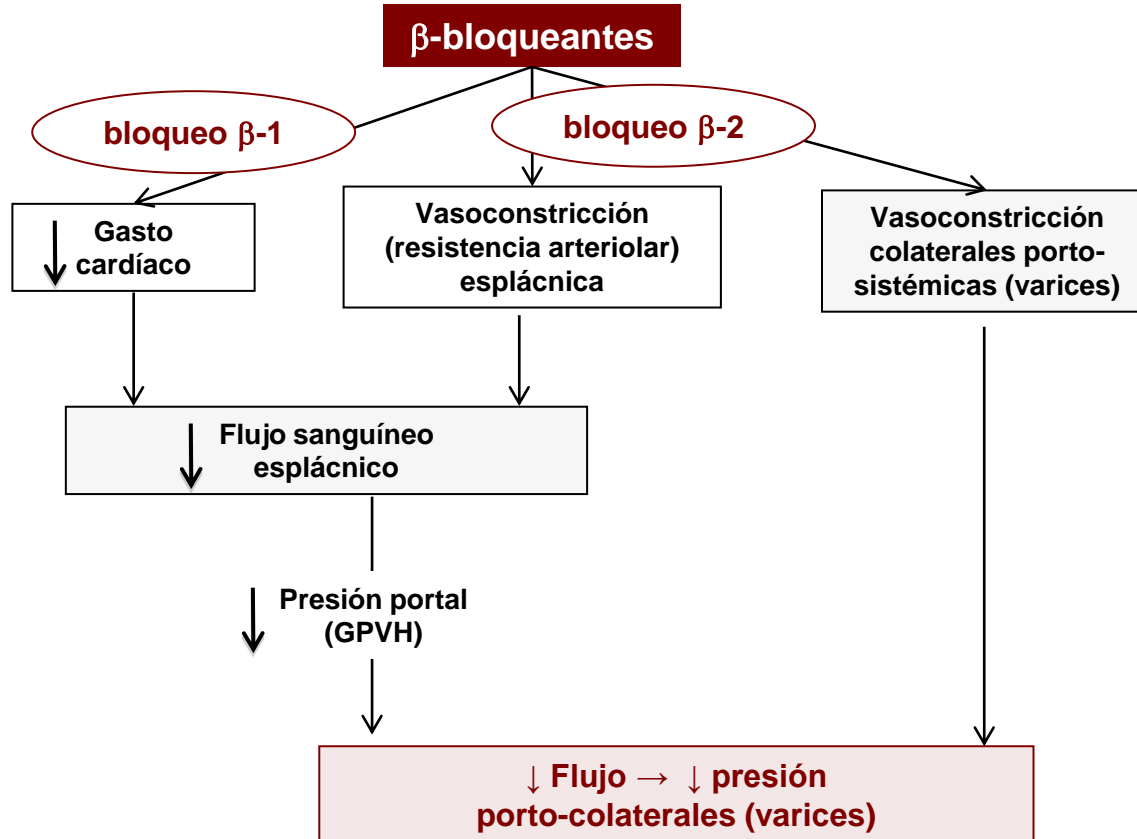 β-bloqueantes
bloqueo β-1
bloqueo β-2
↓ Gasto
cardíaco
Vasoconstricción
(resistencia arteriolar)
esplácnica
Vasoconstricción
colaterales porto-
sistémicas (varices)
↓ Flujo sanguíneo
esplácnico
↓ Presión portal
(GPVH)
↓ Flujo → ↓ presión
porto-colaterales (varices)